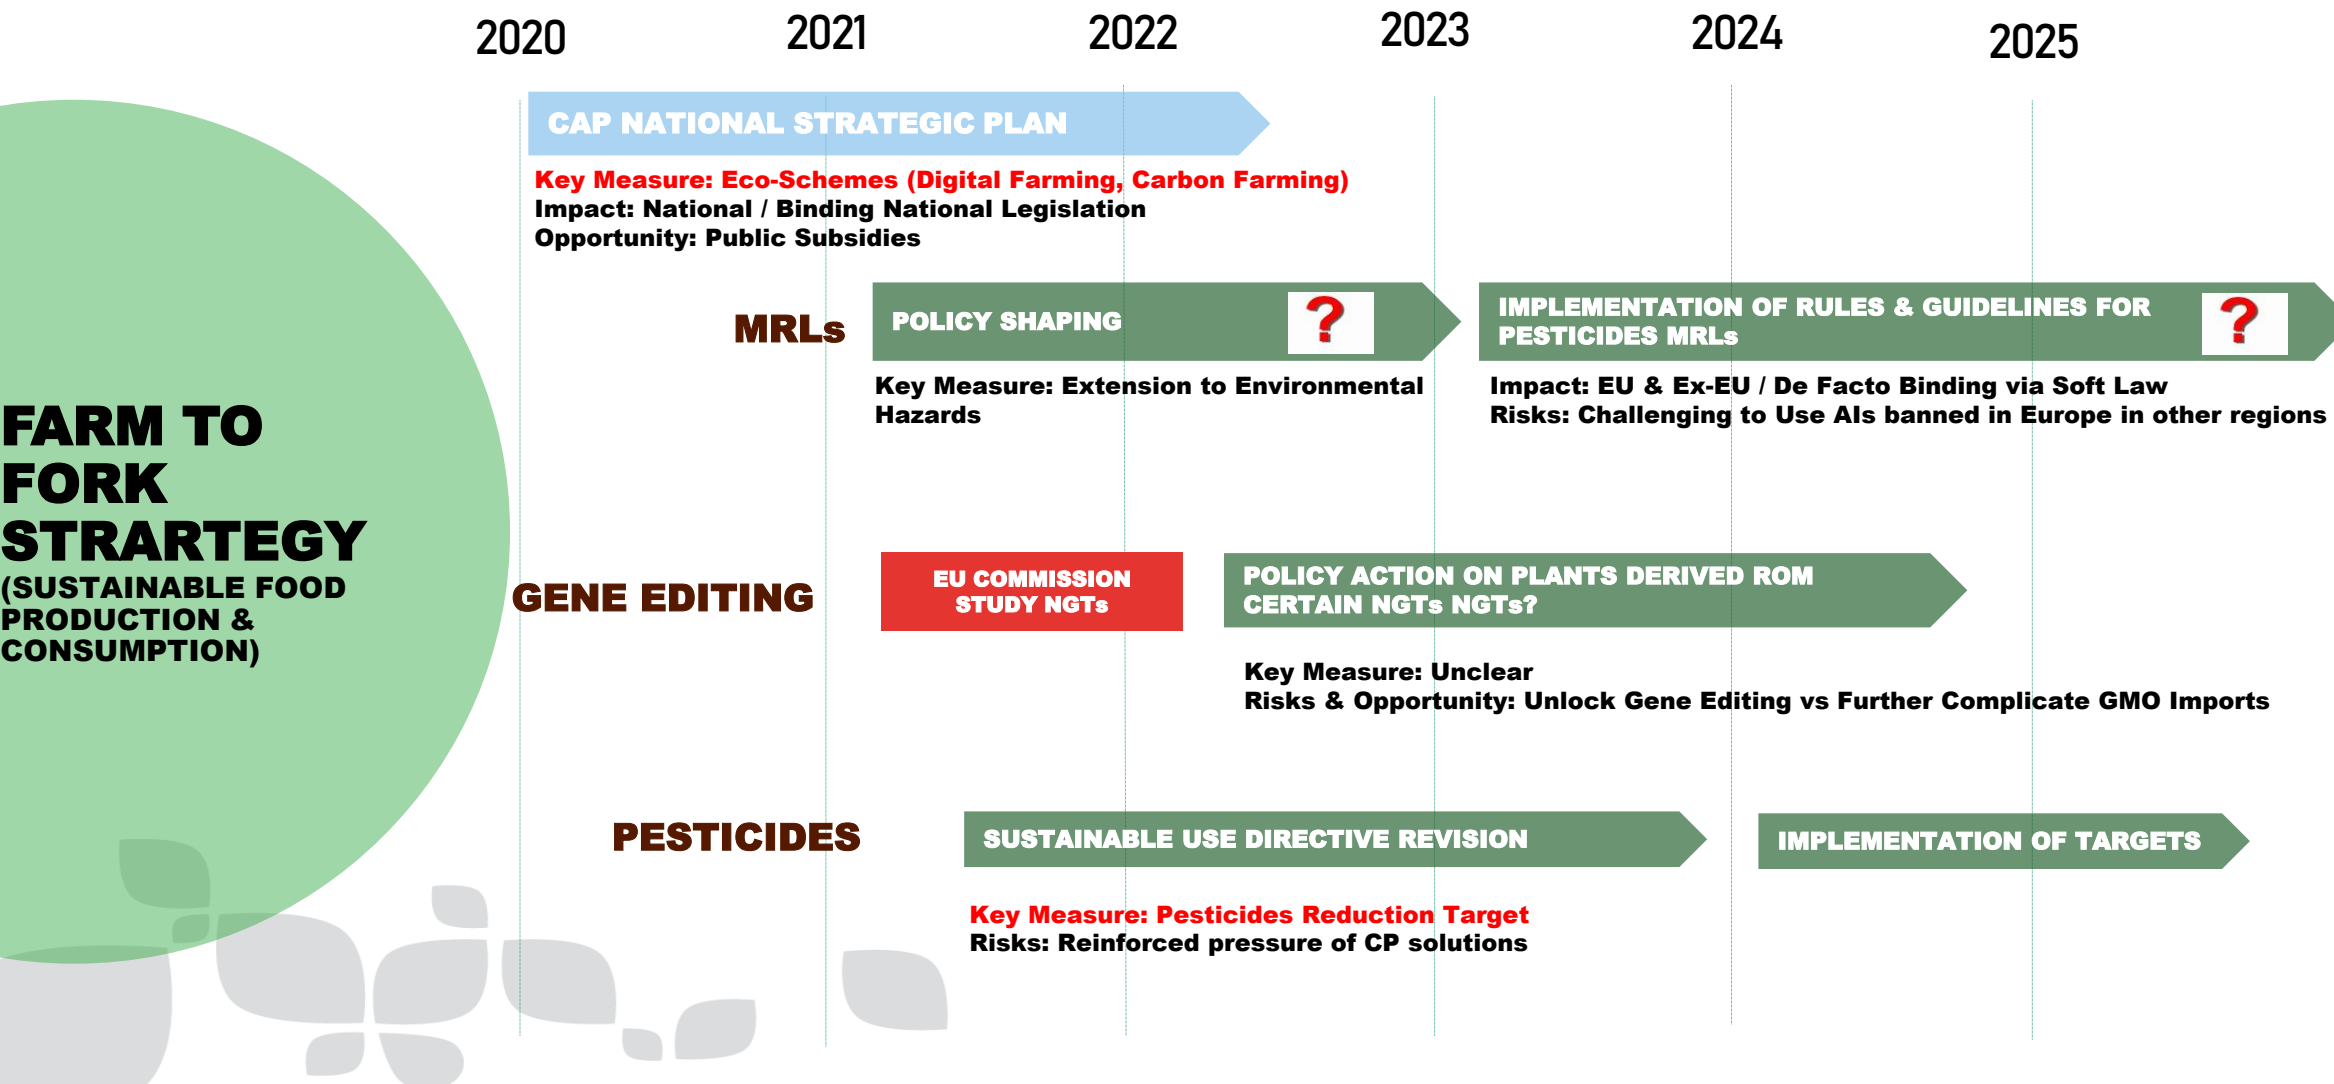 2020
2021
2022
2023
2024
2025
CAP NATIONAL STRATEGIC PLAN
Key Measure: Eco-Schemes (Digital Farming, Carbon Farming)
Impact: National / Binding National Legislation
Opportunity: Public Subsidies
MRLs
POLICY SHAPING
?
IMPLEMENTATION OF RULES & GUIDELINES FOR
PESTICIDES MRLs
?
Key Measure: Extension to Environmental
Hazards
Impact: EU & Ex-EU / De Facto Binding via Soft Law
Risks: Challenging to Use AIs banned in Europe in other regions
FARM TO
FORK
STRARTEGY
(SUSTAINABLE FOOD
PRODUCTION &
CONSUMPTION)
GENE EDITING
EU COMMISSION
STUDY NGTs
POLICY ACTION ON PLANTS DERIVED ROM
CERTAIN NGTs NGTs?
Key Measure: Unclear
Risks & Opportunity: Unlock Gene Editing vs Further Complicate GMO Imports
PESTICIDES
SUSTAINABLE USE DIRECTIVE REVISION
IMPLEMENTATION OF TARGETS
Key Measure: Pesticides Reduction Target
Risks: Reinforced pressure of CP solutions